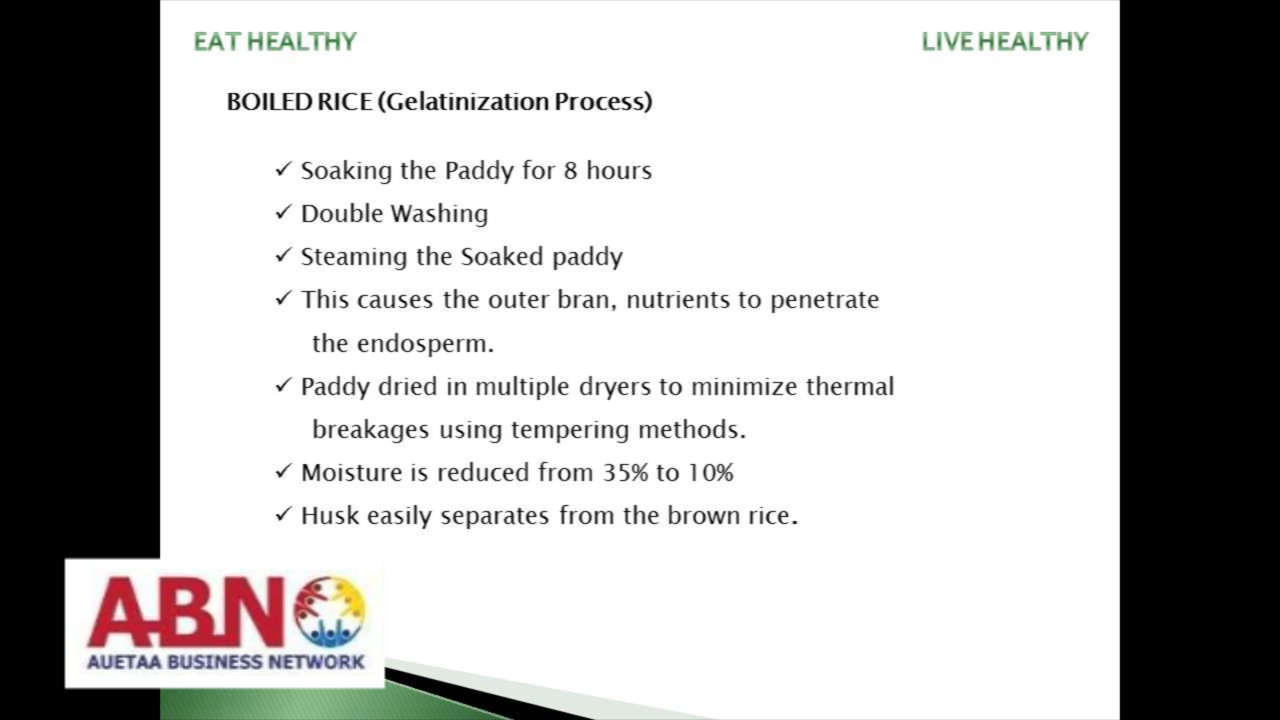 EAT HEALTHY
LIVE HEALTHY
BOILED RICE (Gelatinization Process)
✓ Soaking the Paddy for 8 hours
✓ Double Washing
✓ Steaming the Soaked paddy
✓ This causes the outer bran, nutrients to penetrate
the endosperm.
✓ Paddy dried in multiple dryers to minimize thermal
breakages using tempering methods.
✓ Moisture is reduced from 35% to 10%
✓ Husk easily separates from the brown rice.
ABN
AUETAA BUSINESS NETWORK